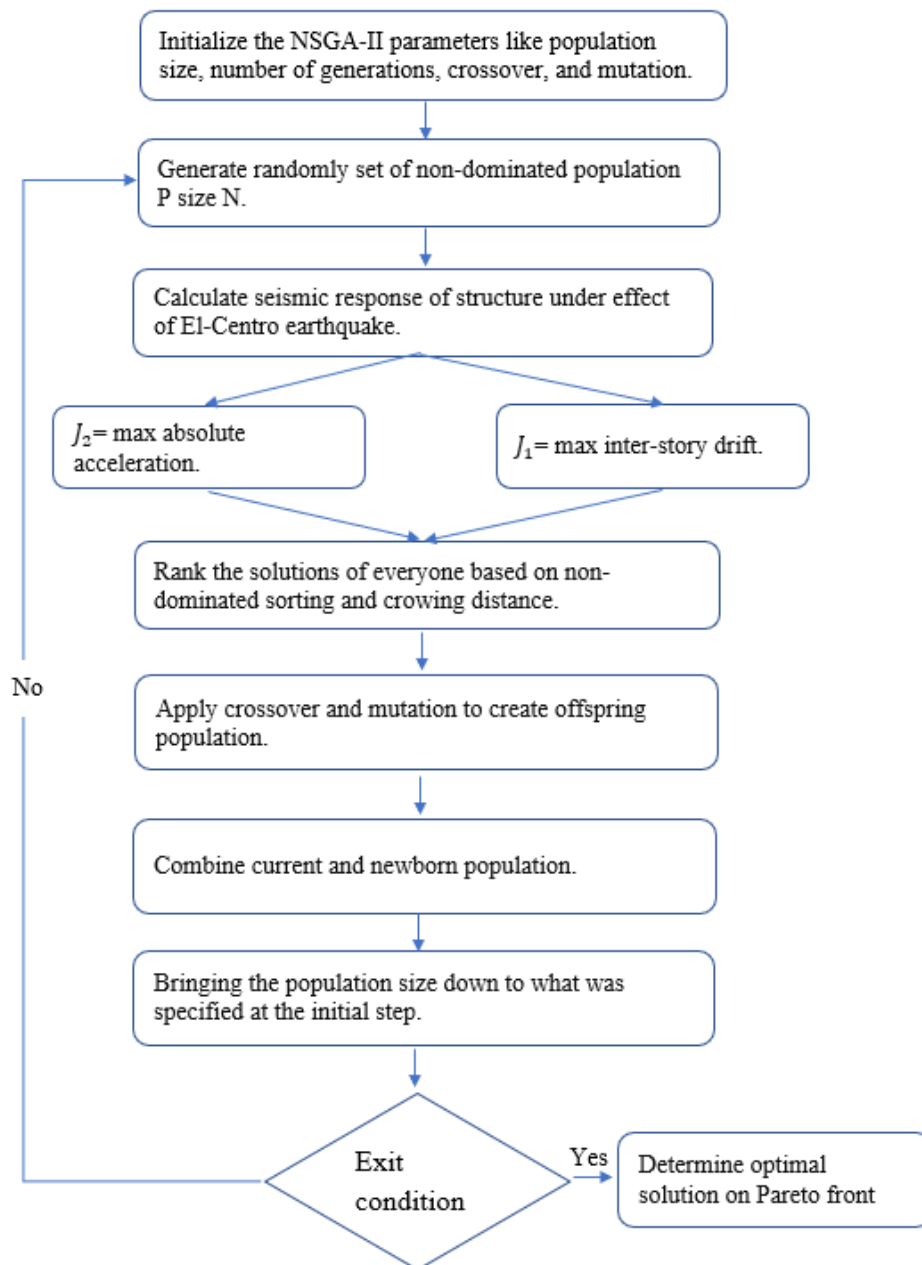 Initialize the NSGA-II parameters like population
size, number of generations, crossover, and mutation.
Generate randomly set of non-dominated population
P size N.
Calculate seismic response of structure under effect
of El-Centro earthquake.
J₂= max absolute
acceleration.
J₁= max inter-story drift.
Rank the solutions of everyone based on non-
dominated sorting and crowing distance.
No
Apply crossover and mutation to create offspring
population.
Combine current and newborn population.
Bringing the population size down to what was
specified at the initial step.
Exit
condition
Yes
Determine optimal
solution on Pareto front